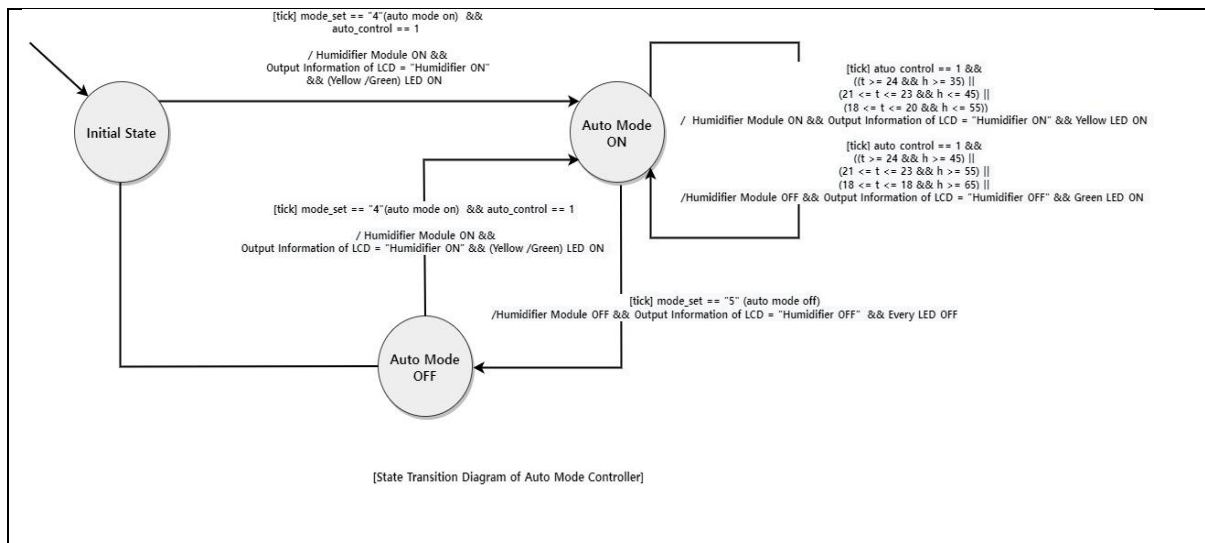 [tick] mode_set == "4"(auto mode on) &&
auto_control == 1
/ Humidifier Module ON &&
Output Information of LCD = "Humidifier ON"
&& (Yellow /Green) LED ON
Initial State
Auto Mode
ON
[tick] atuo control == 1 &&
((t >= 24 && h >= 35) ||
(21 <= t <= 23 && h <= 45) ||
(18 <= t <= 20 && h <= 55))
/ Humidifier Module ON && Output Information of LCD = "Humidifier ON" && Yellow LED ON
[tick] auto control == 1 &&
((t >= 24 && h >= 45) ||
(21 <= t <= 23 && h >= 55) ||
(18 <= t <= 18 && h >= 65) ||
/Humidifier Module OFF && Output Information of LCD = "Humidifier OFF" && Green LED ON
[tick] mode_set == "4"(auto mode on) && auto_control == 1
/ Humidifier Module ON &&
Output Information of LCD = "Humidifier ON" && (Yellow /Green) LED ON
[tick] mode_set == "5" (auto mode off)
/Humidifier Module OFF && Output Information of LCD = "Humidifier OFF" && Every LED OFF
Auto Mode
OFF
[State Transition Diagram of Auto Mode Controller]